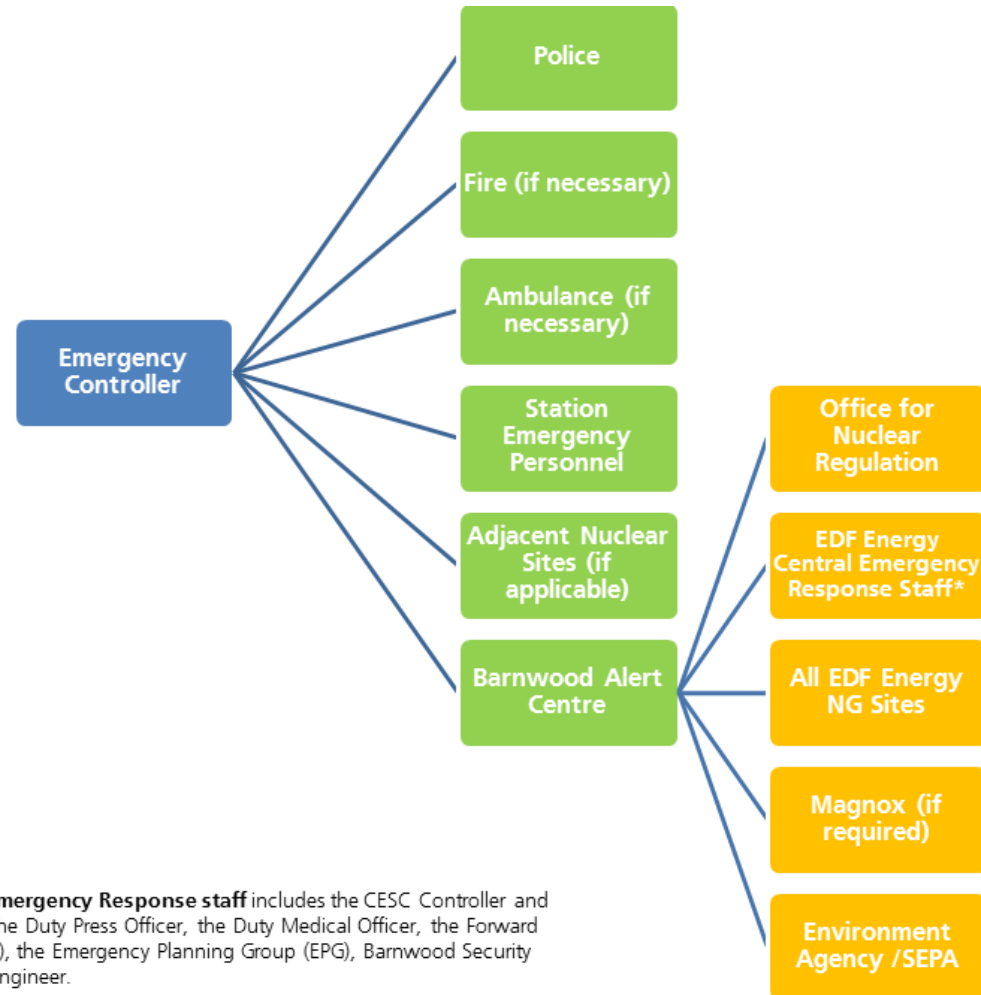 Police
Fire (if necessary)
Ambulance (if
necessary)
Emergency
Controller
Station
Emergency
Personnel
Office for
Nuclear
Regulation
Adjacent Nuclear
Sites (if
applicable)
EDF Energy
Central Emergency
Response Staff*
Barnwood Alert
Centre
All EDF Energy
NG Sites
Magnox (if
required)
Environment
Agency /SEPA
mergency Response staff includes the CESC Controller and
he Duty Press Officer, the Duty Medical Officer, the Forward
), the Emergency Planning Group (EPG), Barnwood Security
ngineer.